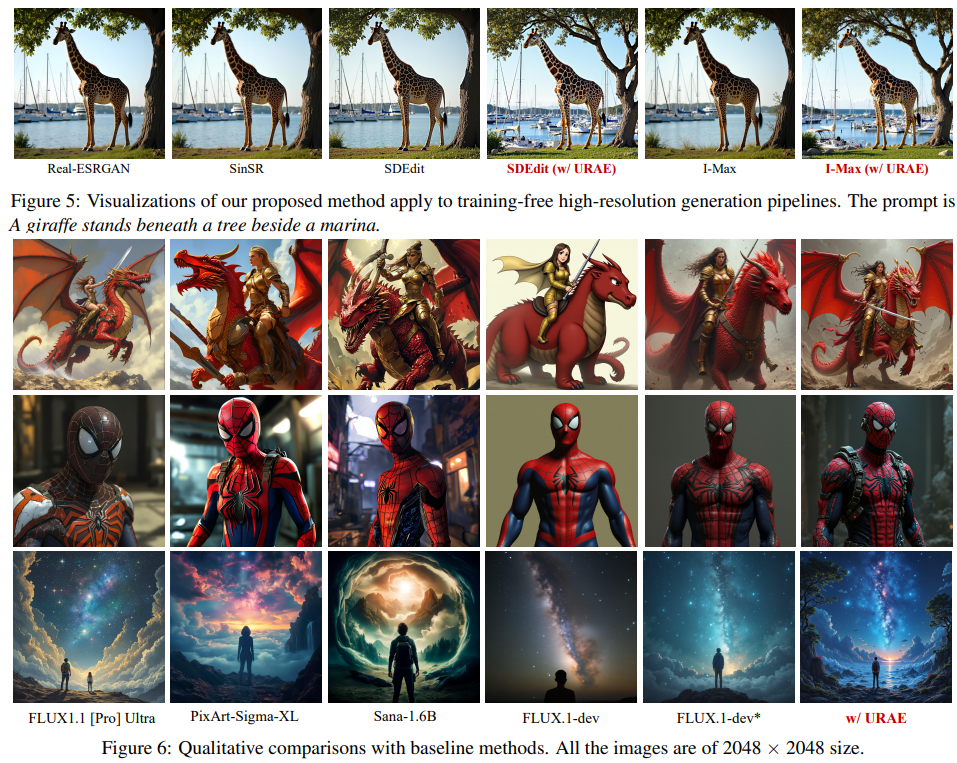 Real-ESRGAN SinSR SDEdit SDEdit (w/ URAE) I-Max I-Max (w/ URAE)
Figure 5: Visualizations of our proposed method apply to training-free high-resolution generation pipelines. The prompt is
A giraffe stands beneath a tree beside a marina.
FLUX1.1 [Pro] Ultra PixArt-Sigma-XL Sana-1.6B FLUX.1-dev FLUX.1-dev* w/ URAE
Figure 6: Qualitative comparisons with baseline methods. All the images are of 2048 × 2048 size.